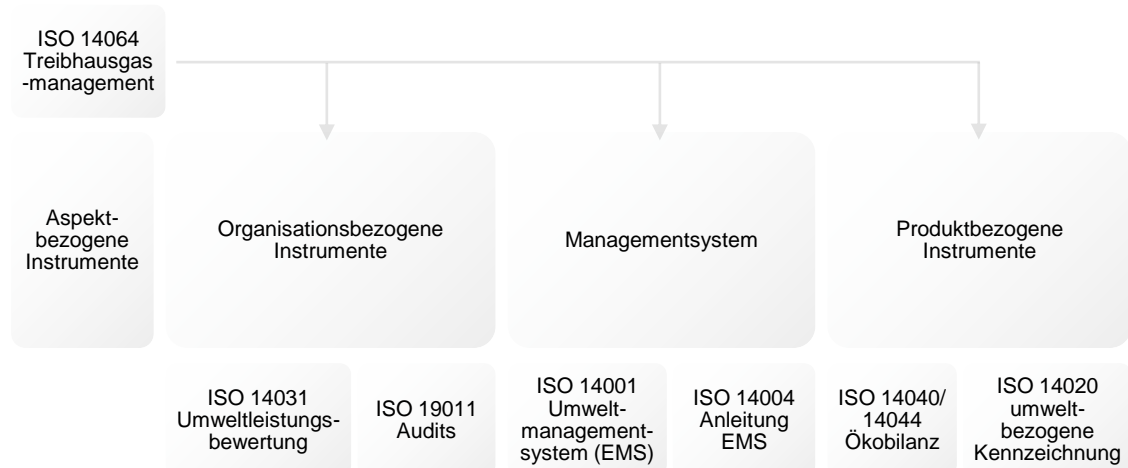 ISO 14064
Treibhausgas
-management
Aspekt-
bezogene
Instrumente
Organisationsbezogene
Instrumente
Managementsystem
Produktbezogene
Instrumente
ISO 14031
Umweltleistungs-
bewertung
ISO 19011
Audits
ISO 14001
Umwelt-
management-
system (EMS)
ISO 14004
Anleitung
EMS
ISO 14040/
14044
Ökobilanz
ISO 14020
umwelt-
bezogene
Kennzeichnung